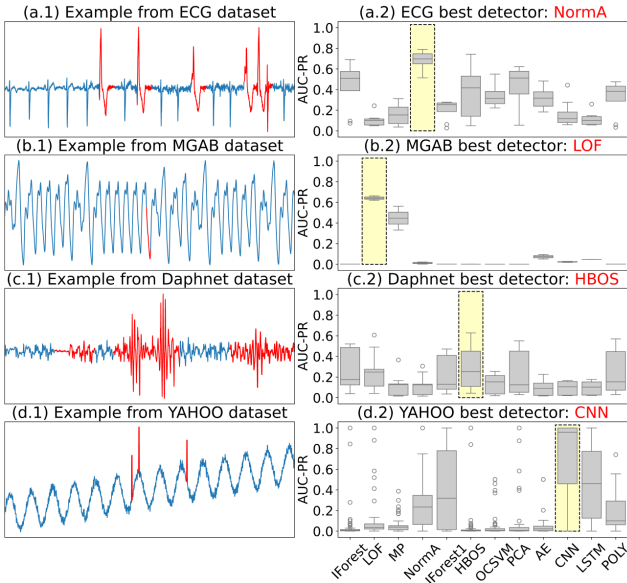 (a.1) Example from ECG dataset
(a.2) ECG best detector: NormA
AUC-PR
1.0
0.8
0.6
0.4
0.2
0.0
(b.1) Example from MGAB dataset
(b.2) MGAB best detector: LOF
AUC-PR
1.0
0.8
0.6
0.4
0.2
0.0
(c.1) Example from Daphnet dataset
(c.2) Daphnet best detector: HBOS
AUC-PR
1.0
0.8
0.6
0.4
0.2
0.0
(d.1) Example from YAHOO dataset
(d.2) YAHOO best detector: CNN
AUC-PR
1.0
0.8
0.6
0.4
0.2
0.0
IForest
LOF
MP
NormA
IForest1
HBOS
OCSVM
PCA
AE
CNN
LSTM
POLY